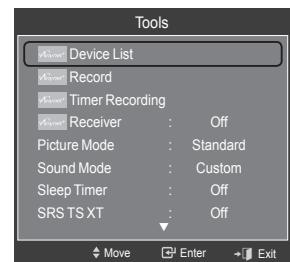 Tools
Device List
Record
Timer Recording
Receiver : Off
Picture Mode : Standard
Sound Mode : Custom
Sleep Timer : Off
SRS TS XT : Off
Move Enter Exit